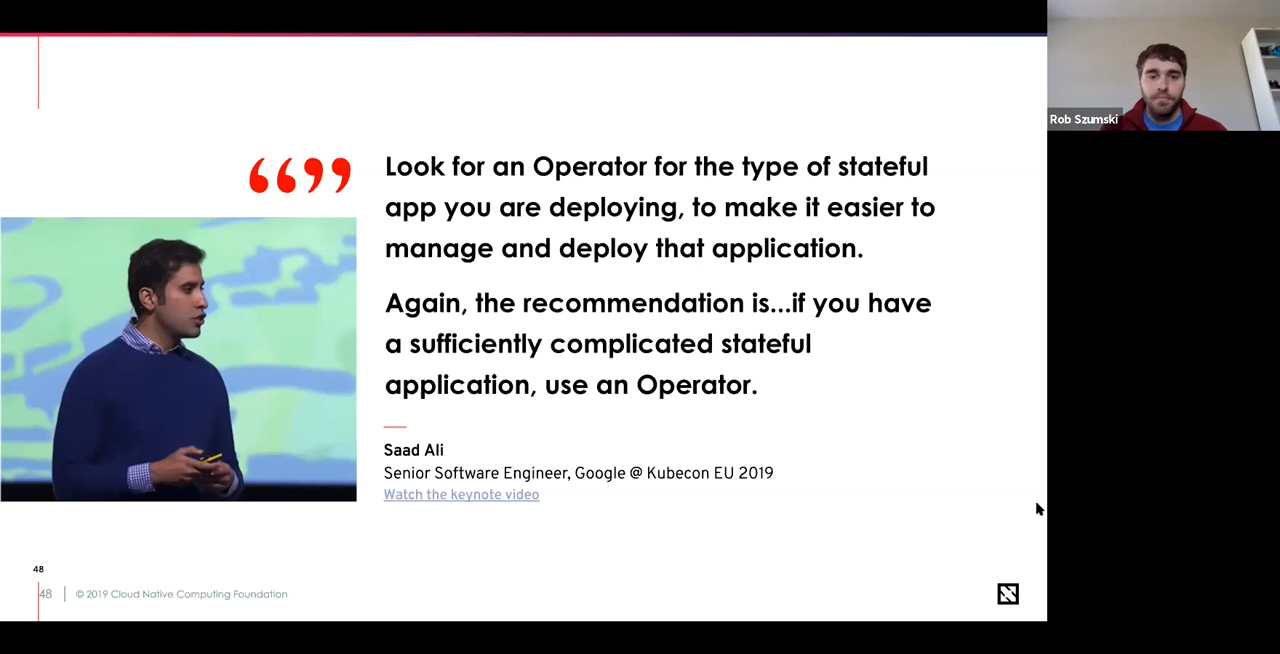 Rob Szumski
““””
Look for an Operator for the type of stateful
app you are deploying, to make it easier to
manage and deploy that application.
Again, the recommendation is...if you have
a sufficiently complicated stateful
application, use an Operator.
Saad Ali
Senior Software Engineer, Google @ Kubecon EU 2019
Watch the keynote video
48
48 | © 2019 Cloud Native Computing Foundation